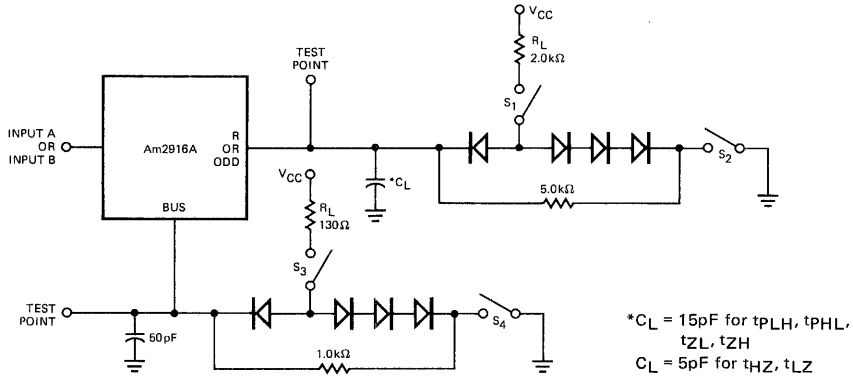 VCC
RL
2.0kΩ
TEST
POINT
S1
INPUT A
OR
INPUT B
Am2916A
R
OR
ODD
S2
*CL
VCC
5.0kΩ
BUS
RL
130Ω
S3
TEST
POINT
S4
50pF
1.0kΩ
*CL = 15pF for tPLH, tPHL,
tZL, tZH
CL = 5pF for tHZ, tLZ